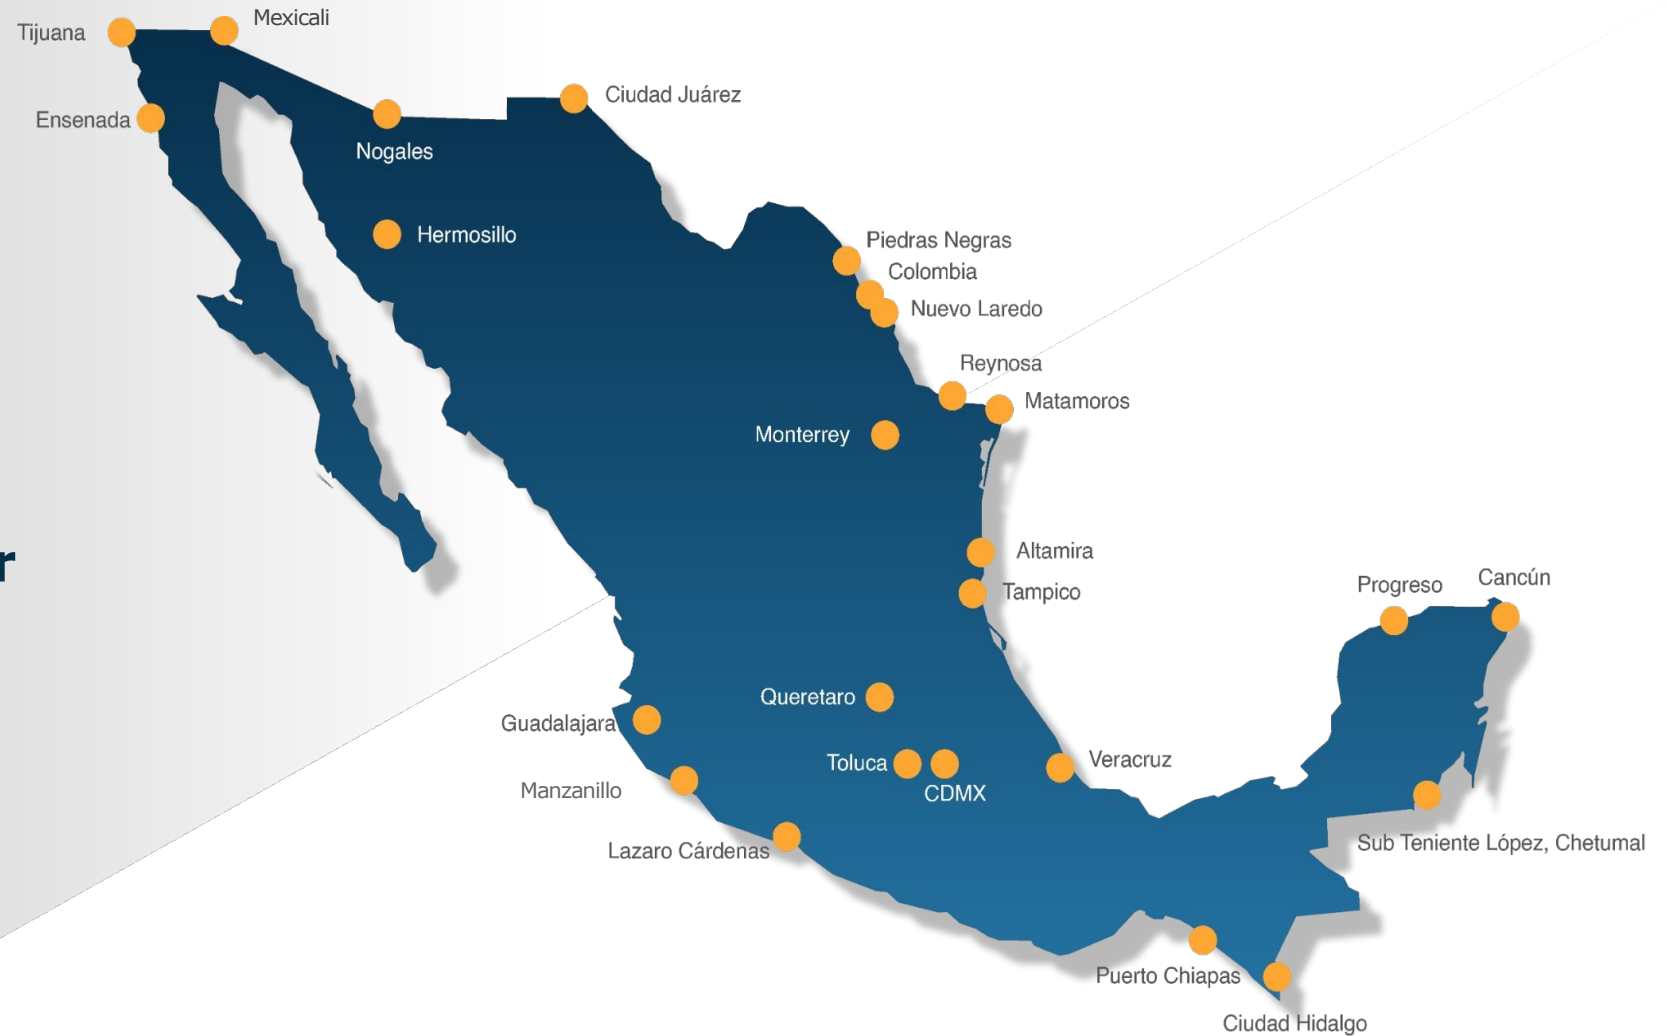 Mexicali
Tijuana
Ciudad Juárez
Ensenada
Nogales
Hermosillo
Piedras Negras
Colombia
Nuevo Laredo
Reynosa
Matamoros
Monterrey
Altamira
r
Tampico
Cancún
Progreso
Queretaro
Guadalajara
Veracruz
Toluca
Manzanillo
CDMX
Sub Teniente López, Chetumal
Lazaro Cárdenas
Puerto Chiapas
Ciudad Hidalgo